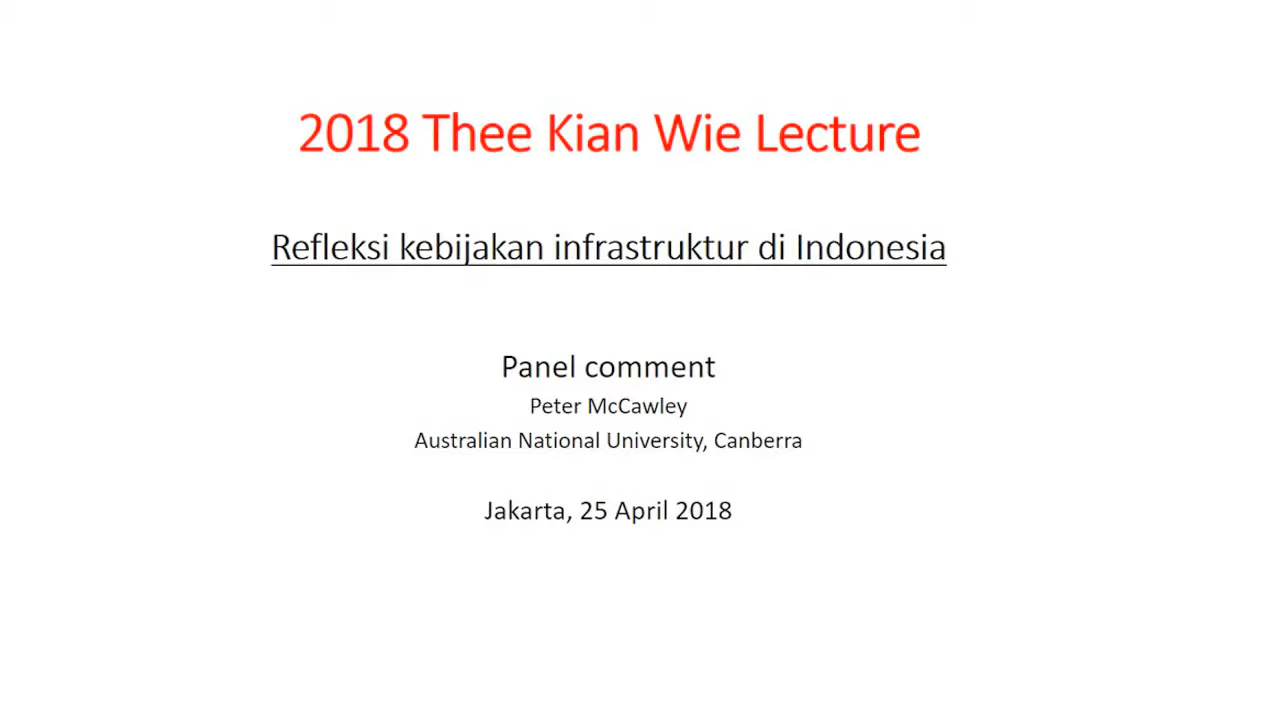 2018 Thee Kian Wie Lecture
Refleksi kebijakan infrastruktur di Indonesia
Panel comment
Peter McCawley
Australian National University, Canberra
Jakarta, 25 April 2018